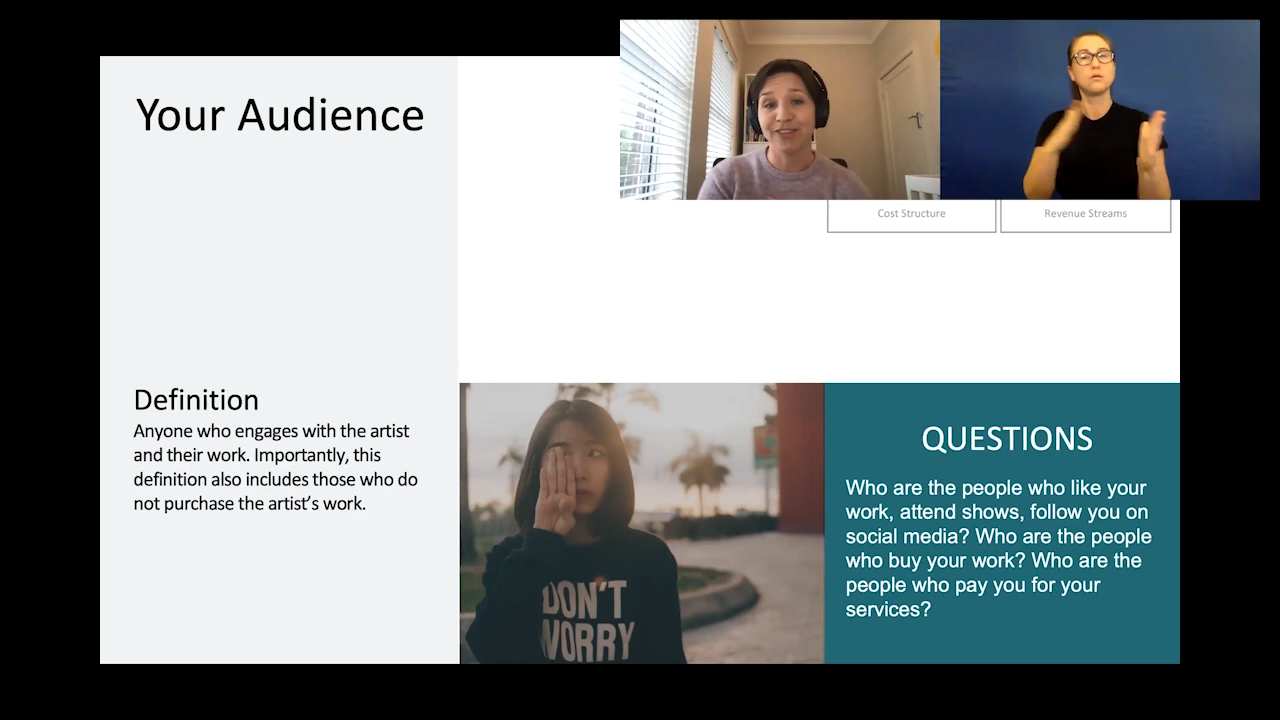 Your Audience
Cost Structure
Revenue Streams
Definition
Anyone who engages with the artist
and their work. Importantly, this
definition also includes those who do
not purchase the artist's work.
DON'T
WORRY
QUESTIONS
Who are the people who like your
work, attend shows, follow you on
social media? Who are the people
who buy your work? Who are the
people who pay you for your
services?